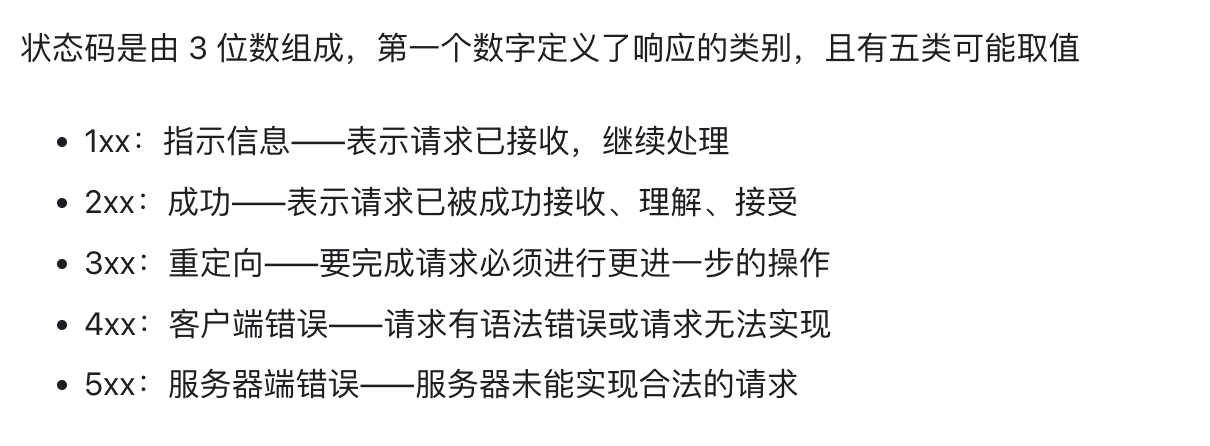 状态码是由 3 位数组成，第一个数字定义了响应的类别，且有五类可能取值
• 1xx：指示信息——表示请求已接收，继续处理
• 2xx：成功——表示请求已被成功接收、理解、接受
• 3xx：重定向——要完成请求必须进行更进一步的操作
• 4xx：客户端错误——请求有语法错误或请求无法实现
• 5xx：服务器端错误——服务器未能实现合法的请求